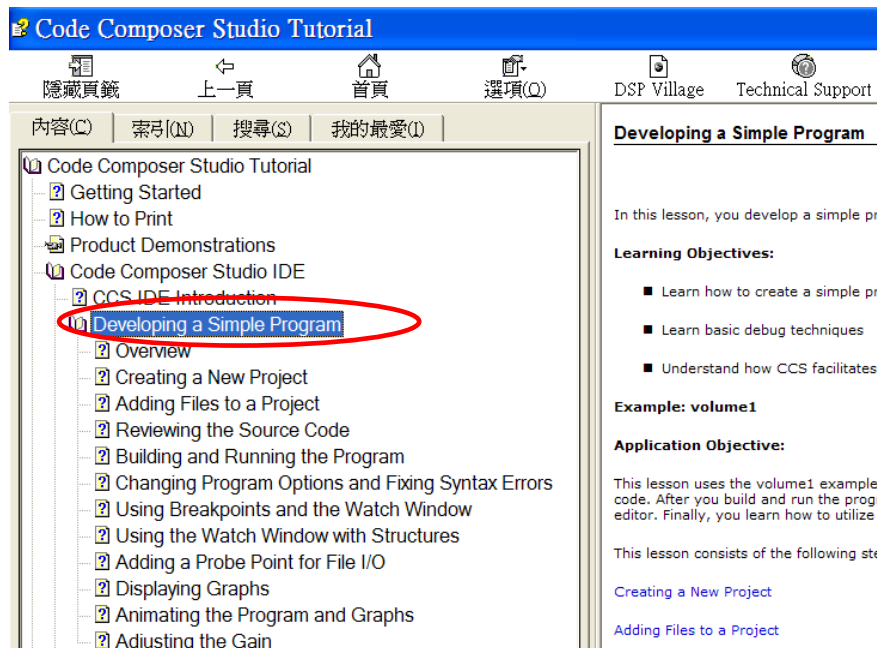 Code Composer Studio Tutorial
隱藏頁籤 上一頁 首頁 選項(O) DSP Village Technical Support
內容(C) 索引(N) 搜尋(S) 我的最愛(I)
Code Composer Studio Tutorial
Getting Started
How to Print
Product Demonstrations
Code Composer Studio IDE
CCS IDE Introduction
Developing a Simple Program
Overview
Creating a New Project
Adding Files to a Project
Reviewing the Source Code
Building and Running the Program
Changing Program Options and Fixing Syntax Errors
Using Breakpoints and the Watch Window
Using the Watch Window with Structures
Adding a Probe Point for File I/O
Displaying Graphs
Animating the Program and Graphs
Adjusting the Gain
Developing a Simple Program
In this lesson, you develop a simple pr
Learning Objectives:
Learn how to create a simple pr
Learn basic debug techniques
Understand how CCS facilitates
Example: volume1
Application Objective:
This lesson uses the volume1 example
code. After you build and run the prog
editor. Finally, you learn how to utilize
This lesson consists of the following ste
Creating a New Project
Adding Files to a Project